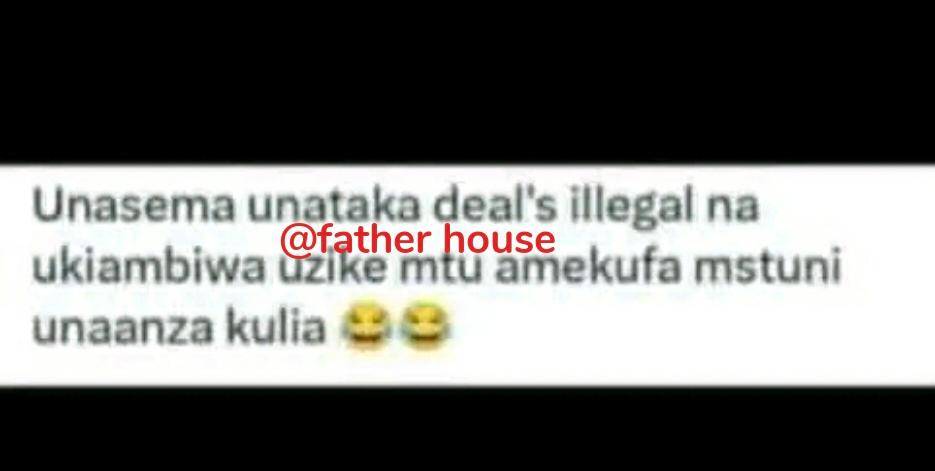 Unasema unataka deal's illegal na
@father house
ukiambiwa uzike mtu amekufa mstuni
unaanza kulia 😆😆